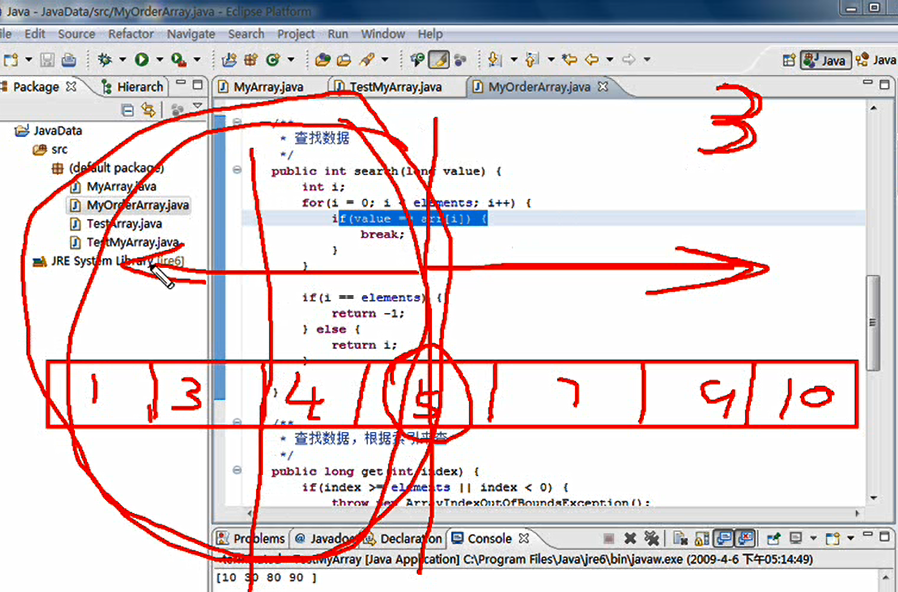 Java - JavaData/src/MyOrderArray.java - Eclipse Platform
ile Edit Source Refactor Navigate Search Project Run Window Help
Java Java
Package Hierarch MyArray.java TestMyArray.java MyOrderArray.java
3
JavaData
src
(default package)
MyArray.java
MyOrderArray.java
TestArray.java
TestMyArray.java
JRE System Library [jre6]
/**
* 查找数据
*/
public int search(long value) {
int i;
for(i = 0; i < elements; i++) {
if(value == arr[i]) {
break;
}
}
if(i == elements) {
return -1;
} else {
return i;
}
}
1 3 4 5 7 9 10
/**
* 查找数据，根据索引来查
*/
public long get(int index) {
if(index >= elements || index < 0) {
throw new ArrayIndexOutOfBoundsException();
Problems @ Javadoc Declaration Console
TestMyArray [Java Application] C:\Program Files\Java\jre6\bin\javaw.exe (2009-4-6 下午05:14:49)
[10 30 80 90 ]